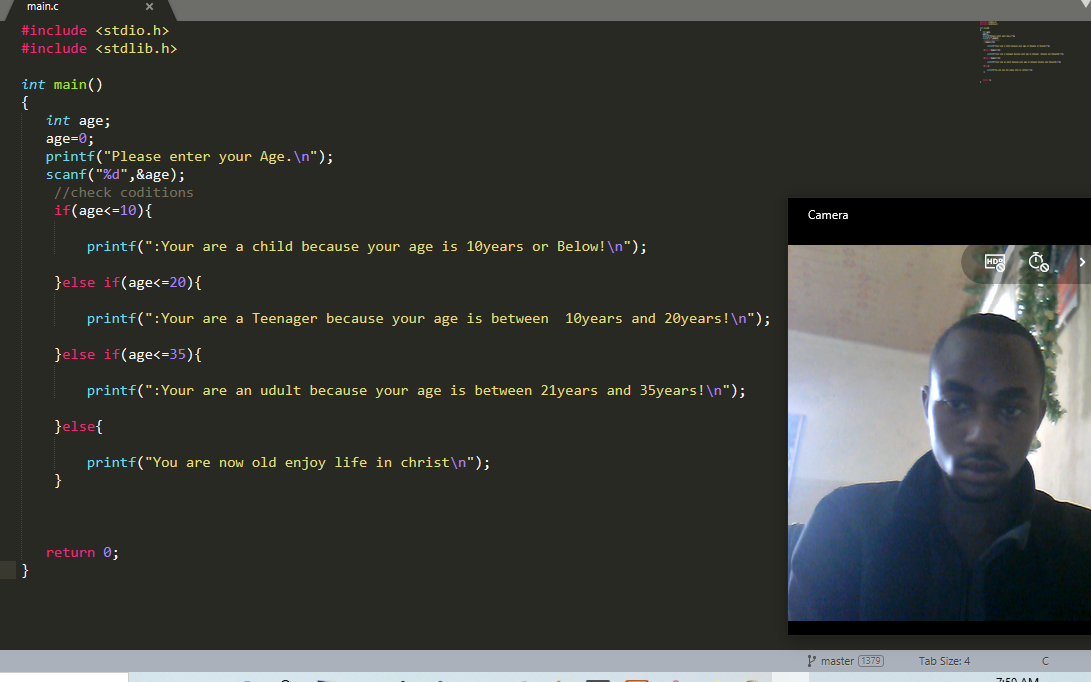 main.c
#include <stdio.h>
#include <stdlib.h>
int main()
{
int age;
age=0;
printf("Please enter your Age.\n");
scanf("%d",&age);
//check coditions
if(age<=10){
printf(":Your are a child because your age is 10years or Below!\n");
}else if(age<=20){
printf(":Your are a Teenager because your age is between  10years and 20years!\n");
}else if(age<=35){
printf(":Your are an udult because your age is between 21years and 35years!\n");
}else{
printf("You are now old enjoy life in christ\n");
}
return 0;
}
Camera
HDR
master 1379
Tab Size: 4
C
7:50 AM